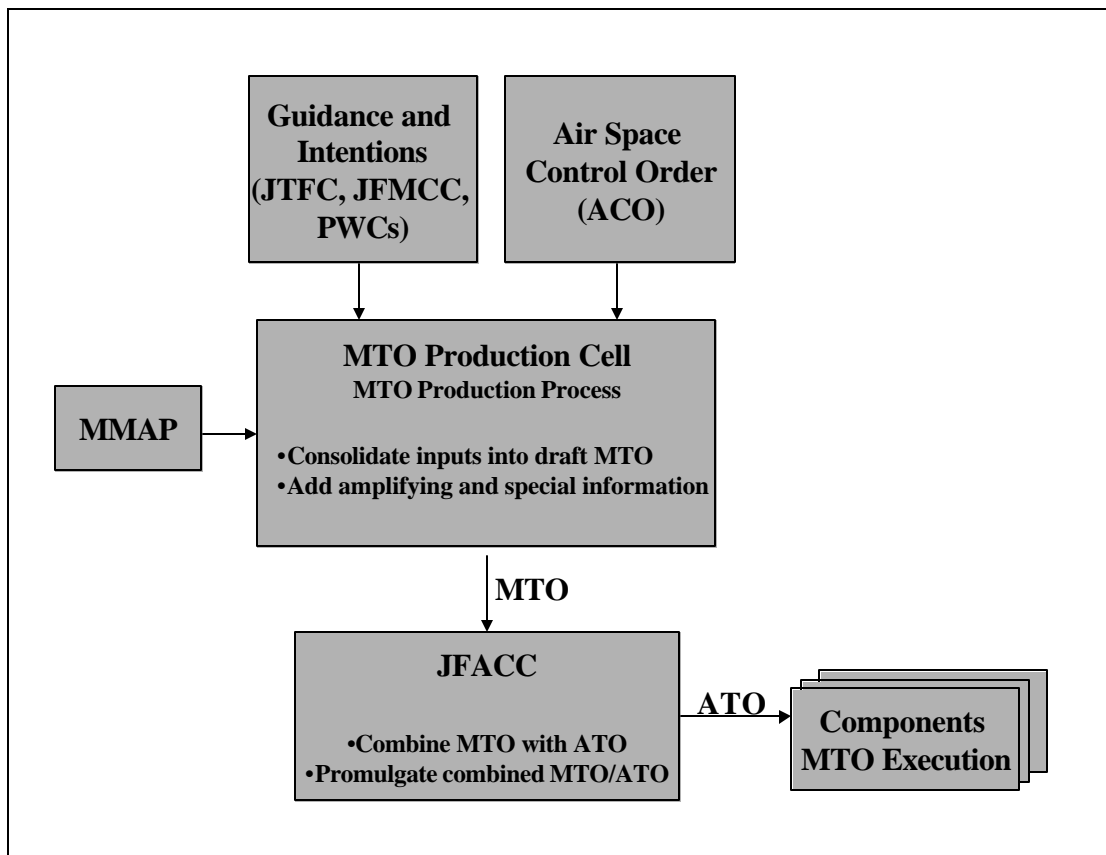 Guidance and
Intentions
(JTFC, JFMCC,
PWCs)
Air Space
Control Order
(ACO)
MTO Production Cell
MTO Production Process
•Consolidate inputs into draft MTO
•Add amplifying and special information
MMAP
MTO
JFACC
•Combine MTO with ATO
•Promulgate combined MTO/ATO
ATO
Components
MTO Execution